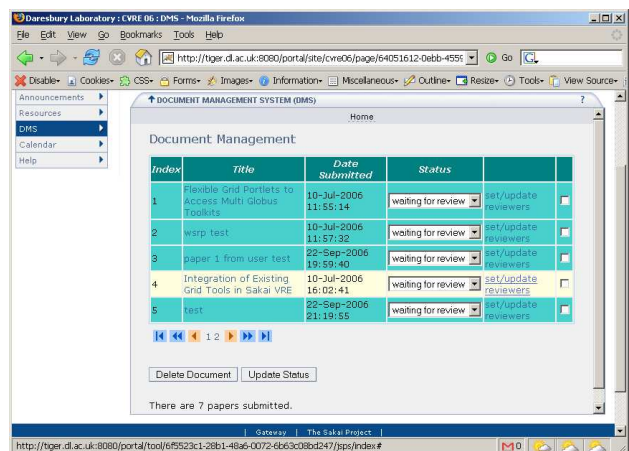 Daresbury Laboratory : CVRE 06 : DMS - Mozilla Firefox
File Edit View Go Bookmarks Tools Help
http://tiger.dl.ac.uk:8080/portal/site/cvre06/page/64051612-0ebb-455 Go
Disable Cookies CSS Forms Images Information Miscellaneous Outline Resize Tools View Source
Announcements
Resources
DMS
Calendar
Help
DOCUMENT MANAGEMENT SYSTEM (DMS) ?
Home
Document Management
Index Title Date Submitted Status
1 Flexible Grid Portlets to Access Multi Globus Toolkits 10-Jul-2006 11:55:14 waiting for review set/update reviewers
2 wsrp test 10-Jul-2006 11:57:32 waiting for review set/update reviewers
3 paper 1 from user test 22-Sep-2006 19:59:40 waiting for review set/update reviewers
4 Integration of Existing Grid Tools in Sakai VRE 10-Jul-2006 16:02:41 waiting for review set/update reviewers
5 test 22-Sep-2006 21:19:55 waiting for review set/update reviewers
1 2
Delete Document Update Status
There are 7 papers submitted.
| Gateway | The Sakai Project |
http://tiger.dl.ac.uk:8080/portal/tool/6f5523c1-28b1-48a6-0072-6b63c08bd247/jsps/index# 0